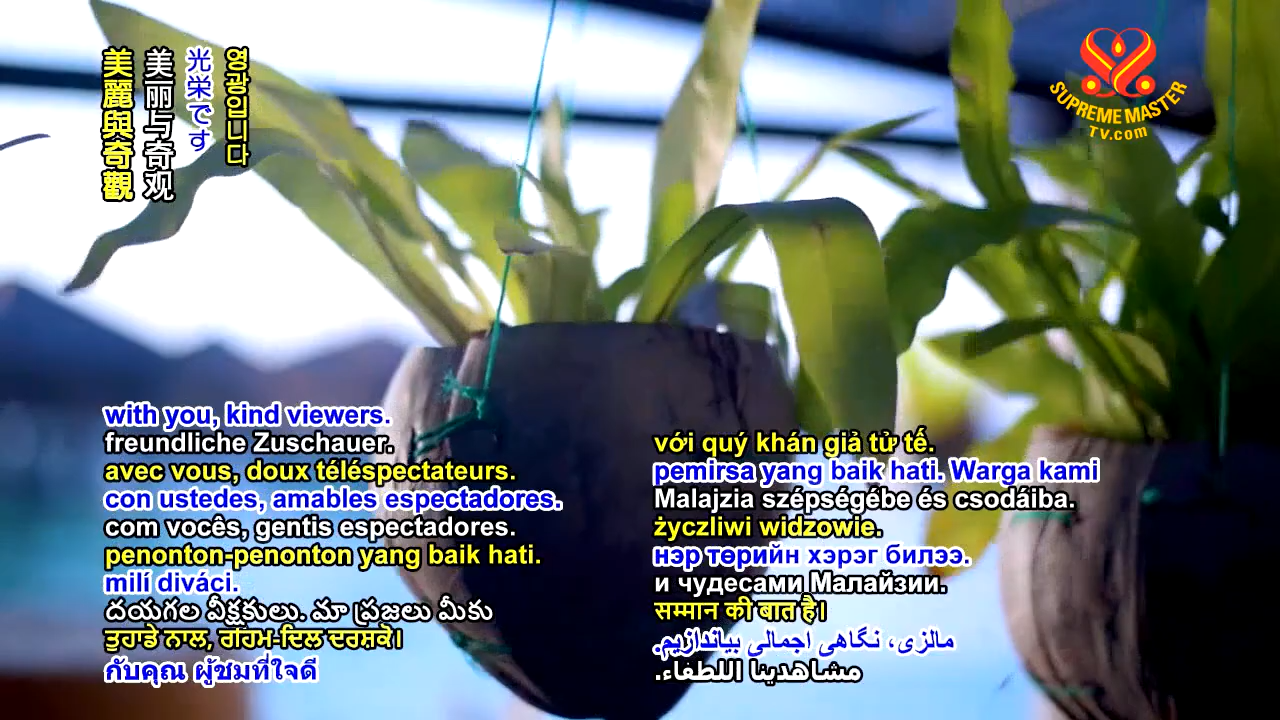 美麗與奇觀
美丽与奇观
光栄です
영광입니다
SUPREME MASTER
TV.com
with you, kind viewers.
freundliche Zuschauer.
avec vous, doux téléspectateurs.
con ustedes, amables espectadores.
com vocês, gentis espectadores.
penonton-penonton yang baik hati.
milí diváci.
దయగల వీక్షకులు. మా ప్రజలు మీకు
ਤੁਹਾਡੇ ਨਾਲ, ਰਹਿਮ-ਦਿਲ ਦਰਸ਼ਕੋ।
กับคุณ ผู้ชมที่ใจดี
với quý khán giả tử tế.
pemirsa yang baik hati. Warga kami
Malajzia szépségébe és csodáiba.
życzliwi widzowie.
нэр төрийн хэрэг билээ.
и чудесами Малайзии.
सम्मान की बात है।
مالزی، نگاهی اجمالی بیاندازیم.
مشاهدينا اللطفاء.